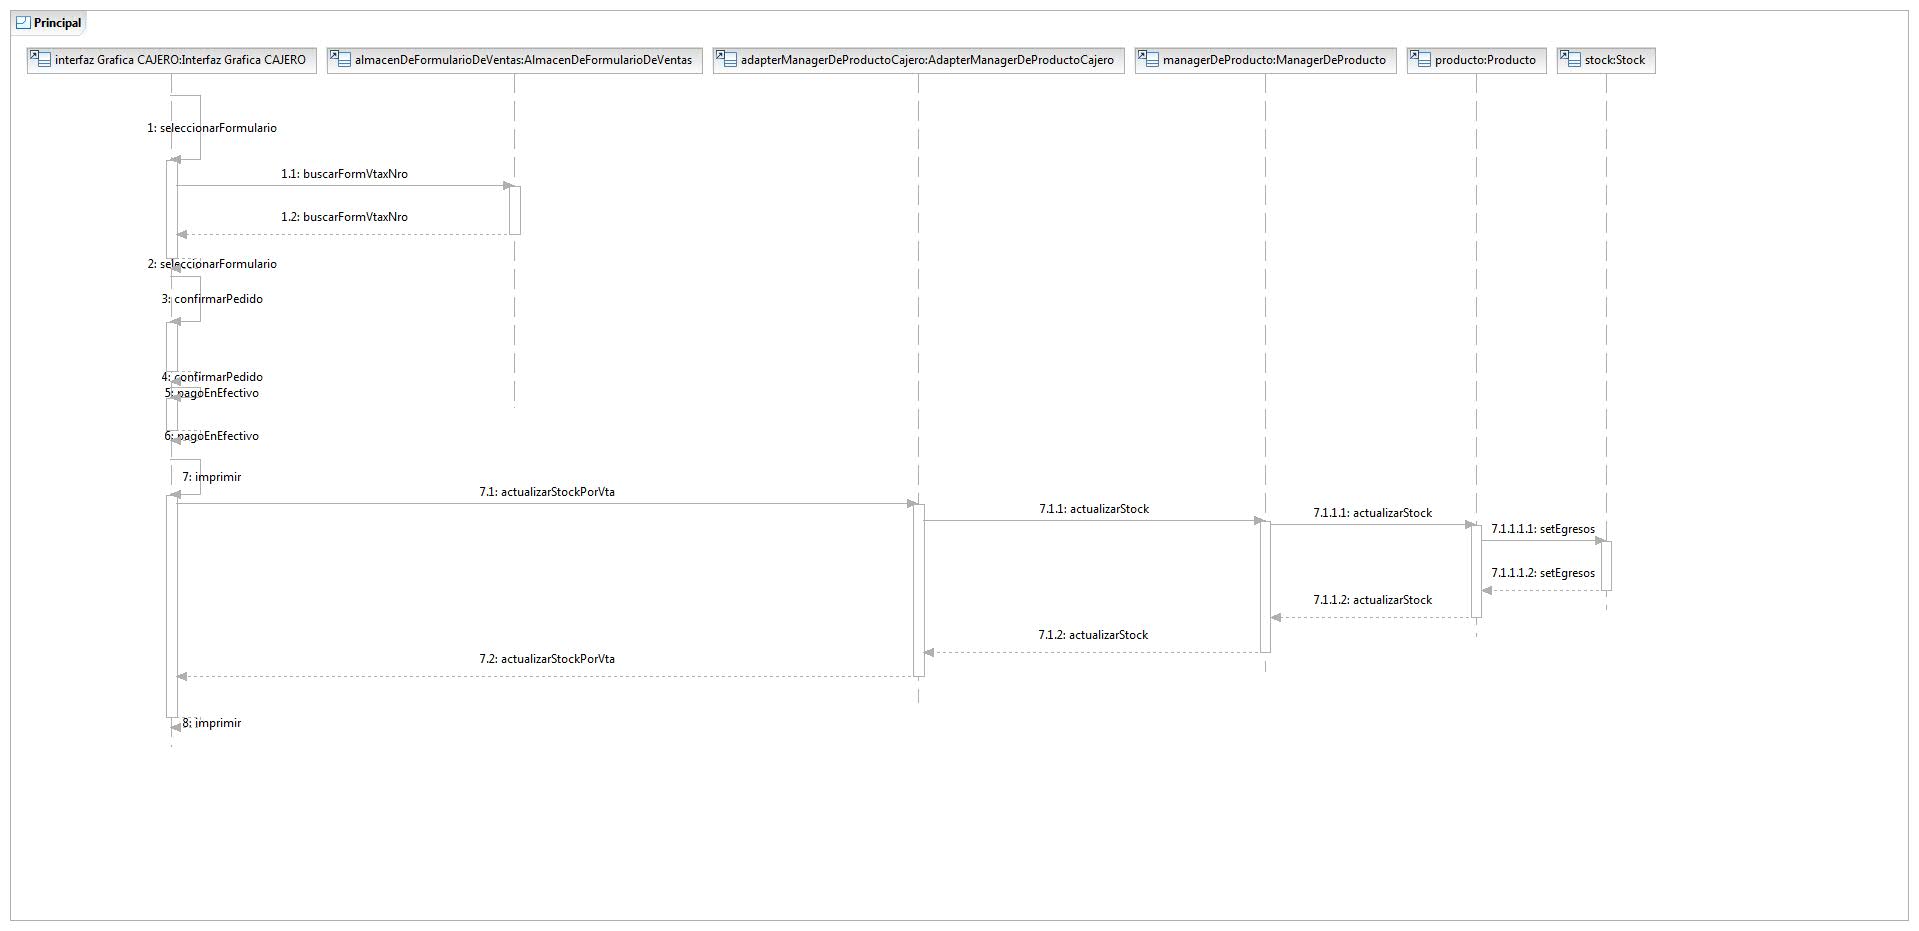 Principal
interfaz Grafica CAJERO:Interfaz Grafica CAJERO
almacenDeFormularioDeVentas:AlmacenDeFormularioDeVentas
adapterManagerDeProductoCajero:AdapterManagerDeProductoCajero
managerDeProducto:ManagerDeProducto
producto:Producto
stock:Stock
1: seleccionarFormulario
1.1: buscarFormVtaxNro
1.2: buscarFormVtaxNro
2: seleccionarFormulario
3: confirmarPedido
4: confirmarPedido
5: pagoEnEfectivo
6: pagoEnEfectivo
7: imprimir
7.1: actualizarStockPorVta
7.1.1: actualizarStock
7.1.1.1: actualizarStock
7.1.1.1.1: setEgresos
7.1.1.1.2: setEgresos
7.1.1.2: actualizarStock
7.1.2: actualizarStock
7.2: actualizarStockPorVta
8: imprimir